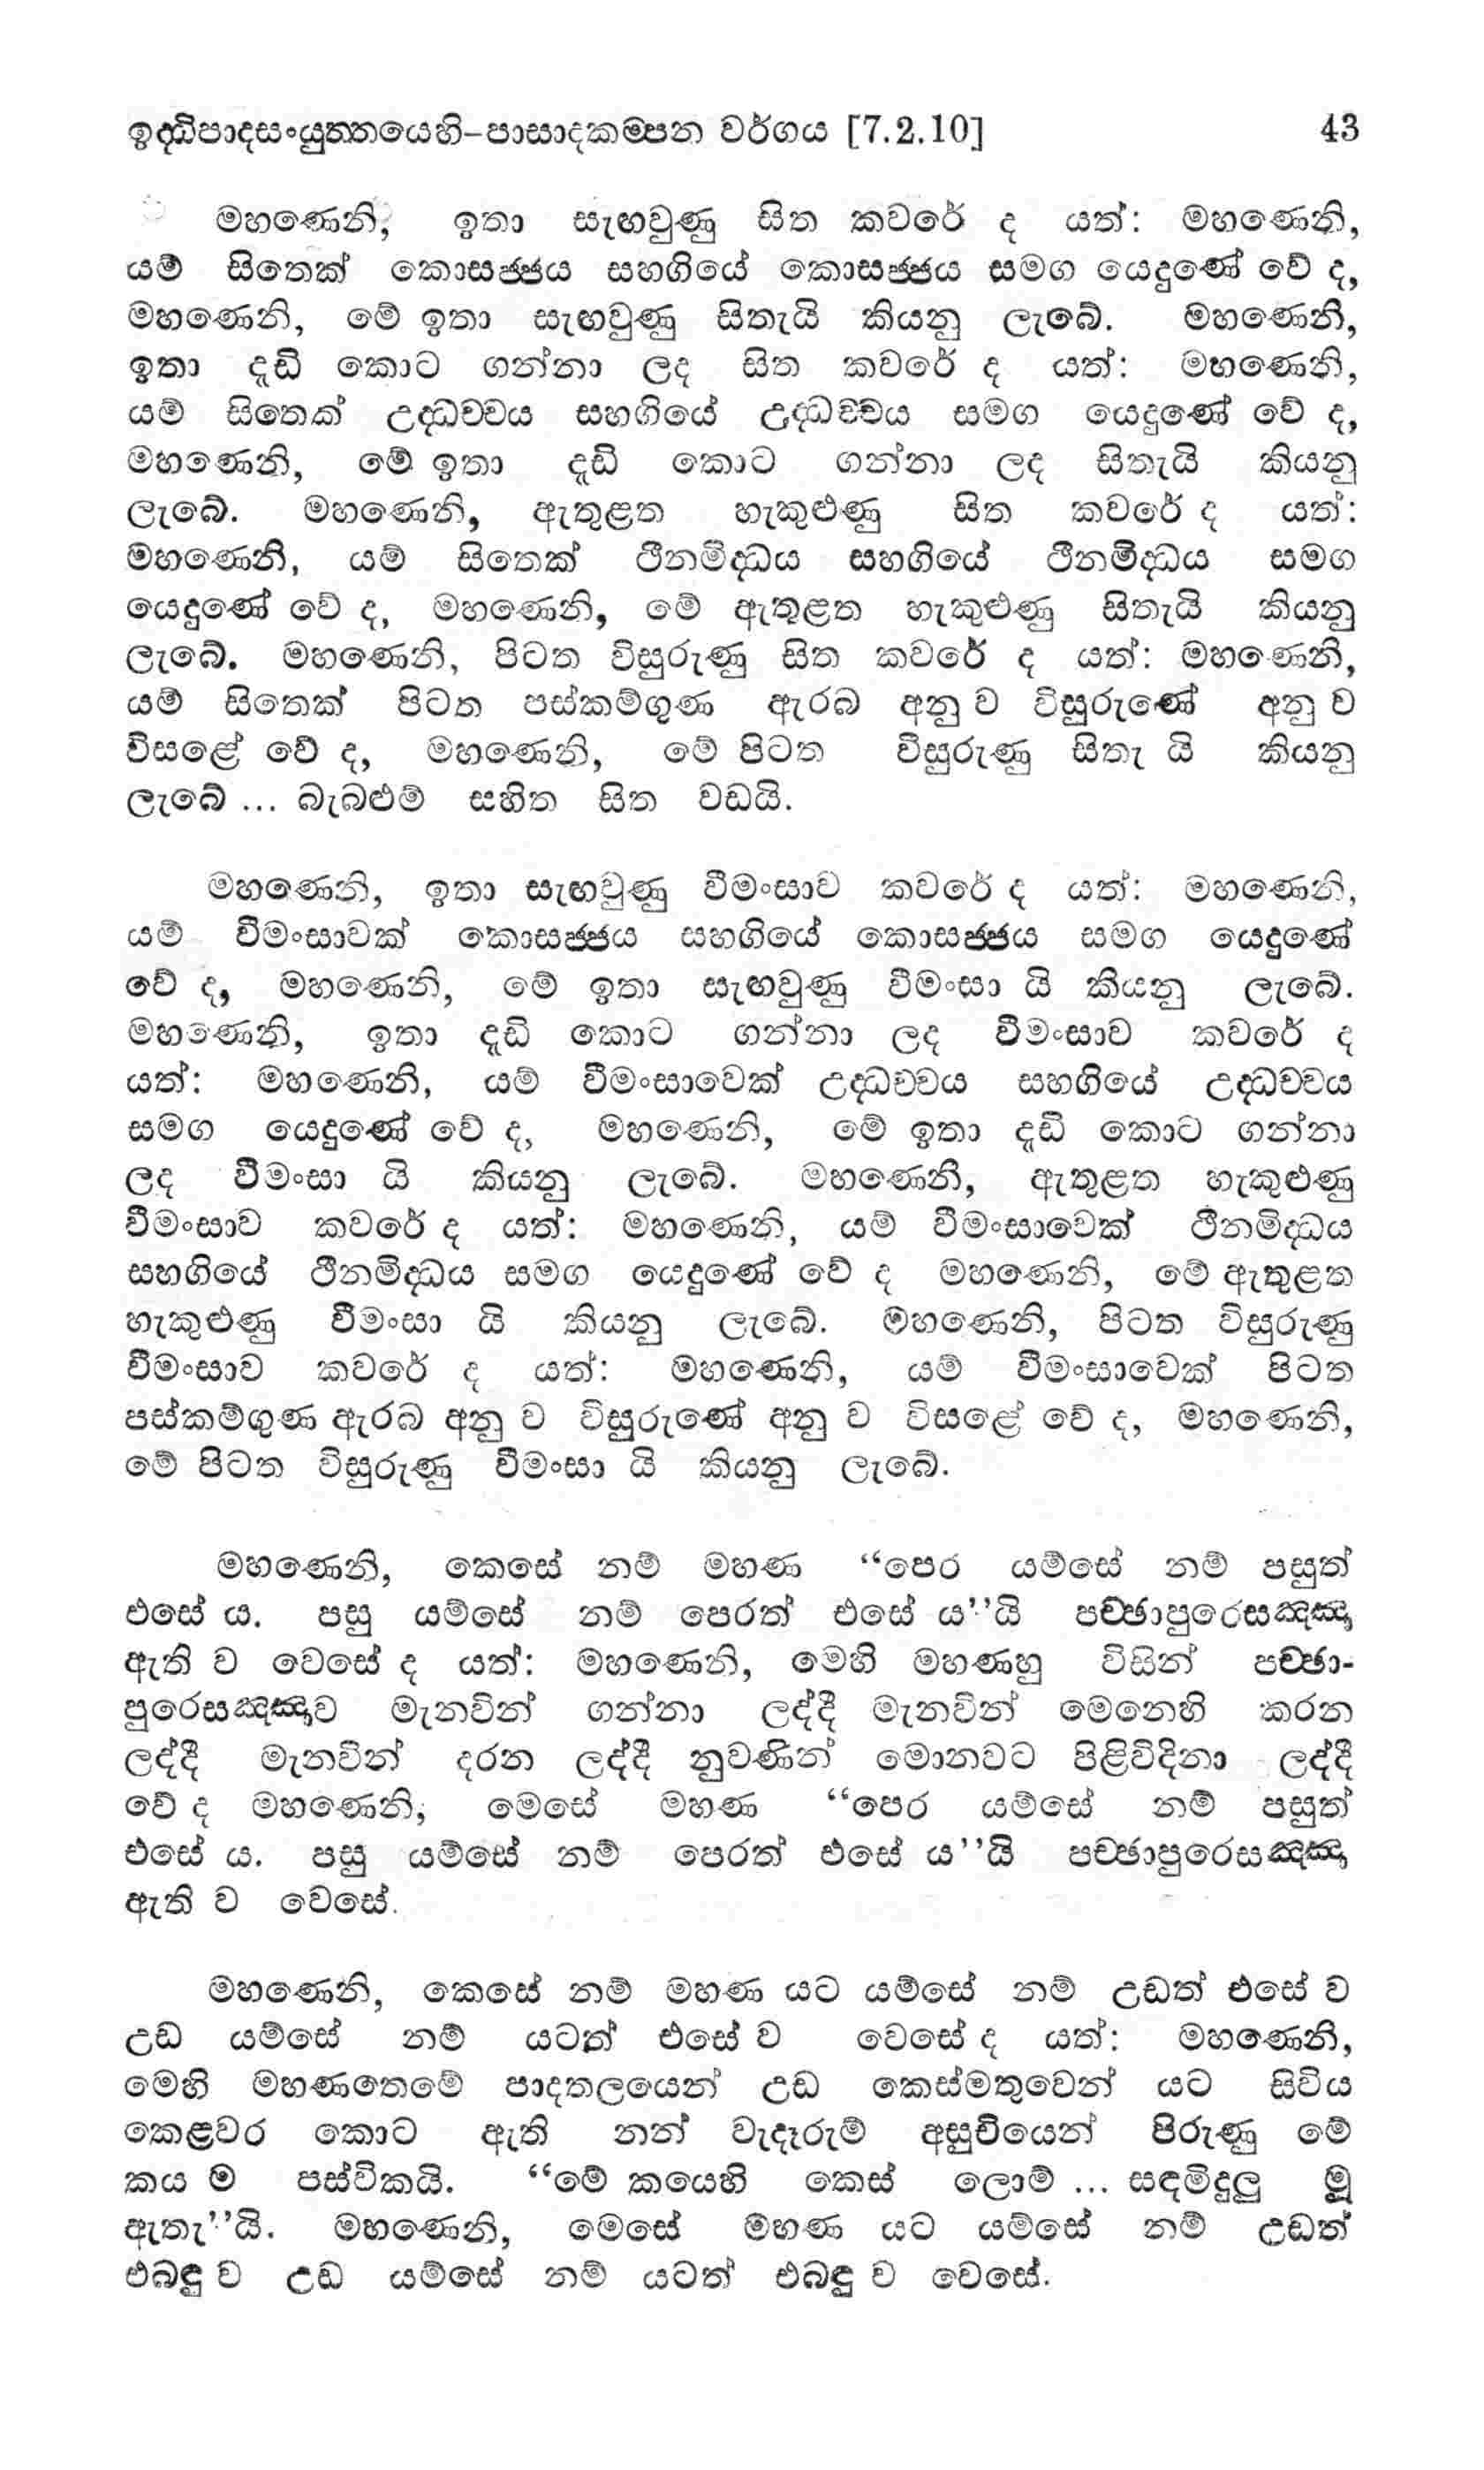 ඉද්ධිපාදසංයුත්තයෙහි–පාසාදකම්පන වර්ගය [7.2.10] 43
මහණෙනි, ඉතා සැඟවුණු සිත කවරේ ද යත්: මහණෙනි,
යම් සිතෙක් කොසජ්ජය සහගියේ කොසජ්ජය සමග යෙදුණේ වේ ද,
මහණෙනි, මේ ඉතා සැඟවුණු සිතැයි කියනු ලැබේ. මහණෙනි,
ඉතා දැඩි කොට ගන්නා ලද සිත කවරේ ද යත්: මහණෙනි,
යම් සිතෙක් උද්ධච්චය සහගියේ උද්ධච්චය සමග යෙදුණේ වේ ද,
මහණෙනි, මේ ඉතා දැඩි කොට ගන්නා ලද සිතැයි කියනු
ලැබේ. මහණෙනි, ඇතුළත හැකුළුණු සිත කවරේ ද යත්:
මහණෙනි, යම් සිතෙක් ථීනමිද්ධය සහගියේ ථීනමිද්ධය සමග
යෙදුණේ වේ ද, මහණෙනි, මේ ඇතුළත හැකුළුණු සිතැයි කියනු
ලැබේ. මහණෙනි, පිටත විසුරුණු සිත කවරේ ද යත්: මහණෙනි,
යම් සිතෙක් පිටත පස්කම්ගුණ ඇරබ අනු ව විසුරුණේ අනු ව
විසළේ වේ ද, මහණෙනි, මේ පිටත විසුරුණු සිතැ යි කියනු
ලැබේ ... බැබළුම් සහිත සිත වඩයි.
මහණෙනි, ඉතා සැඟවුණු වීමංසාව කවරේ ද යත්: මහණෙනි,
යම් වීමංසාවක් කොසජ්ජය සහගියේ කොසජ්ජය සමග යෙදුණේ
වේ ද, මහණෙනි, මේ ඉතා සැඟවුණු වීමංසා යි කියනු ලැබේ.
මහණෙනි, ඉතා දැඩි කොට ගන්නා ලද වීමංසාව කවරේ ද
යත්: මහණෙනි, යම් වීමංසාවෙක් උද්ධච්චය සහගියේ උද්ධච්චය
සමග යෙදුණේ වේ ද, මහණෙනි, මේ ඉතා දැඩි කොට ගන්නා
ලද වීමංසා යි කියනු ලැබේ. මහණෙනි, ඇතුළත හැකුළුණු
වීමංසාව කවරේ ද යත්: මහණෙනි, යම් වීමංසාවෙක් ථීනමිද්ධය
සහගියේ ථීනමිද්ධය සමග යෙදුණේ වේ ද මහණෙනි, මේ ඇතුළත
හැකුළුණු වීමංසා යි කියනු ලැබේ. මහණෙනි, පිටත විසුරුණු
වීමංසාව කවරේ ද යත්: මහණෙනි, යම් වීමංසාවෙක් පිටත
පස්කම්ගුණ ඇරබ අනු ව විසුරුණේ අනු ව විසළේ වේ ද, මහණෙනි,
මේ පිටත විසුරුණු වීමංසා යි කියනු ලැබේ.
මහණෙනි, කෙසේ නම් මහණ “පෙර යම්සේ නම් පසුත්
එසේ ය. පසු යම්සේ නම් පෙරත් එසේ ය’’යි පච්ඡාපුරෙසඤ්ඤා
ඇති ව වෙසේ ද යත්: මහණෙනි, මෙහි මහණහු විසින් පච්ඡා-
පුරෙසඤ්ඤාව මැනවින් ගන්නා ලද්දී මැනවින් මෙනෙහි කරන
ලද්දී මැනවින් දරන ලද්දී නුවණින් මොනවට පිළිවිදිනා ලද්දී
වේ ද මහණෙනි, මෙසේ මහණ “පෙර යම්සේ නම් පසුත්
එසේ ය. පසු යම්සේ නම් පෙරත් එසේ ය’’යි පච්ඡාපුරෙසඤ්ඤා
ඇති ව වෙසේ.
මහණෙනි, කෙසේ නම් මහණ යට යම්සේ නම් උඩත් එසේ ව
උඩ යම්සේ නම් යටත් එසේ ව වෙසේ ද යත්: මහණෙනි,
මෙහි මහණතෙමේ පාදතලයෙන් උඩ කෙස්මතුවෙන් යට සිවිය
කෙළවර කොට ඇති නන් වැදෑරුම් අසුචියෙන් පිරුණු මේ
කය ම පස්විකයි. “මේ කයෙහි කෙස් ලොම් ... සඳමිදුලු මූ
ඇතැ’’යි. මහණෙනි, මෙසේ මහණ යට යම්සේ නම් උඩත්
එබඳු ව උඩ යම්සේ නම් යටත් එබඳු ව වෙසේ.